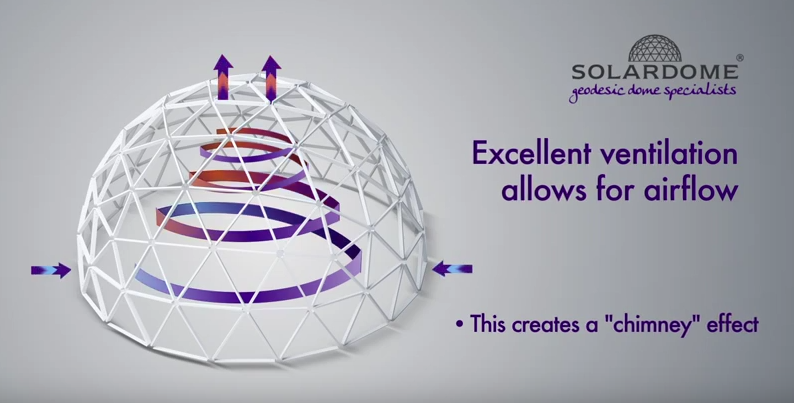 SOLARDOME®
geodesic dome specialists
Excellent ventilation
allows for airflow
• This creates a "chimney" effect